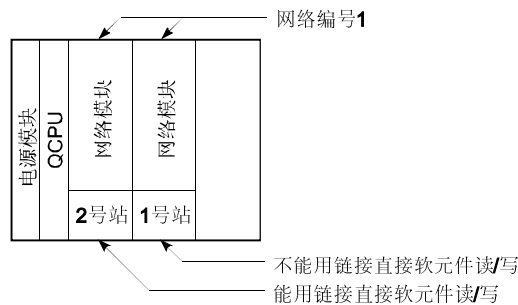 网络编号1
电源模块
QCPU
网络模块
网络模块
2号站
1号站
不能用链接直接软元件读/写
能用链接直接软元件读/写